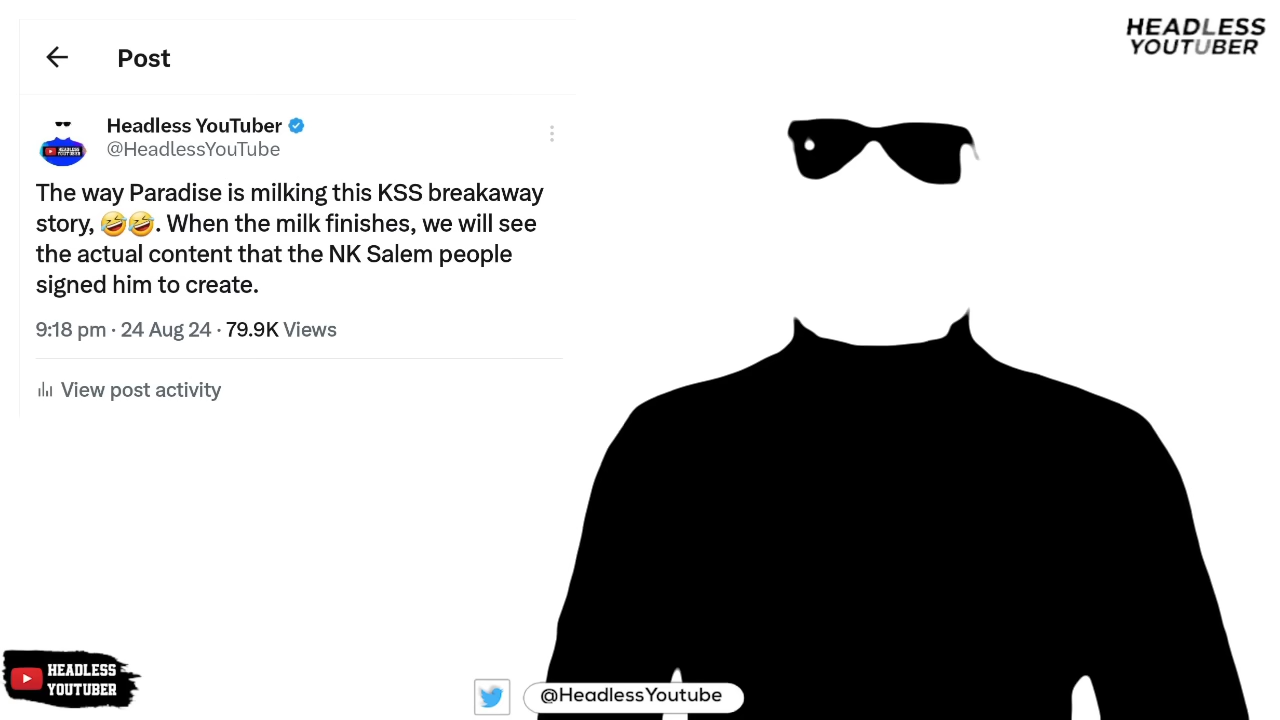 Post
Headless YouTuber
@HeadlessYouTube
The way Paradise is milking this KSS breakaway
story, 🤣🤣. When the milk finishes, we will see
the actual content that the NK Salem people
signed him to create.
9:18 pm · 24 Aug 24 · 79.9K Views
View post activity
HEADLESS
YOUTUBER
HEADLESS
YOUTUBER
@HeadlessYoutube